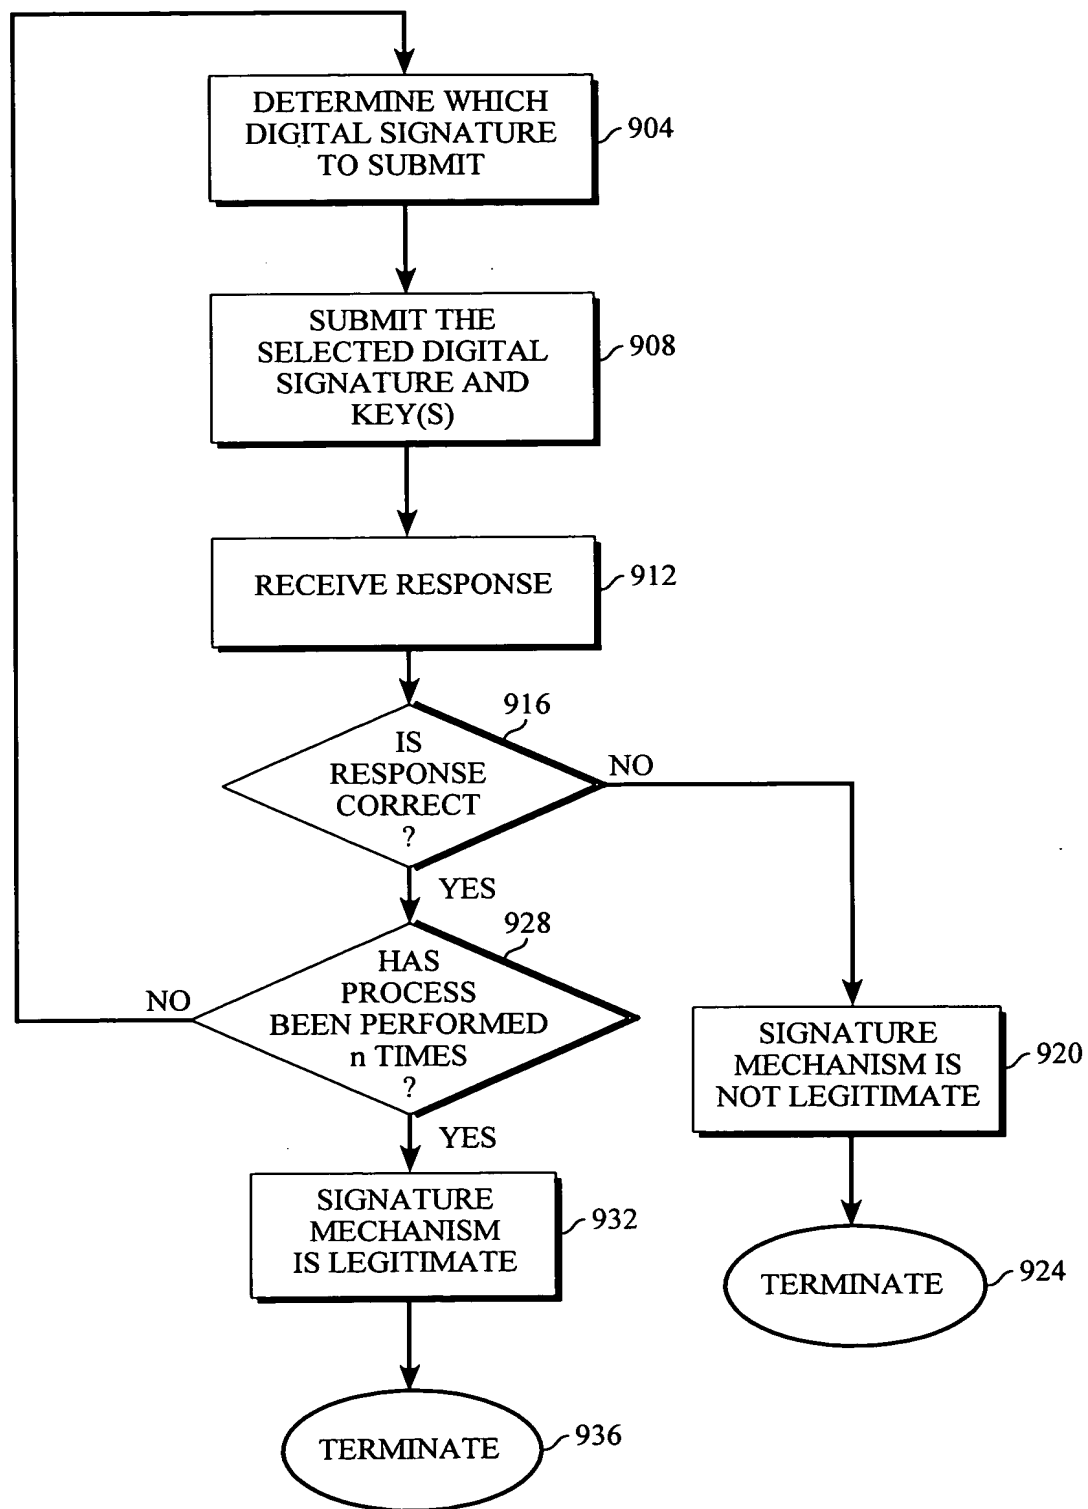 DETERMINE WHICH
DIGITAL SIGNATURE
TO SUBMIT
904
SUBMIT THE
SELECTED DIGITAL
SIGNATURE AND
KEY(S)
908
RECEIVE RESPONSE
912
916
IS
RESPONSE
CORRECT
?
NO
YES
928
HAS
PROCESS
BEEN PERFORMED
n TIMES
?
NO
YES
SIGNATURE
MECHANISM IS
NOT LEGITIMATE
920
SIGNATURE
MECHANISM
IS LEGITIMATE
932
TERMINATE
924
TERMINATE
936